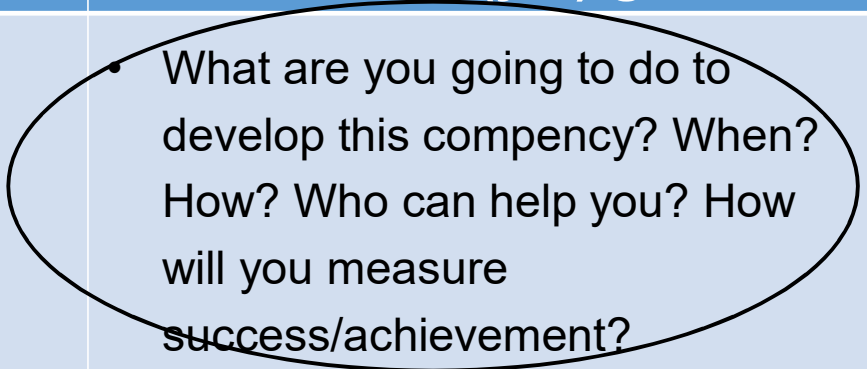 • What are you going to do to
develop this compency? When?
How? Who can help you? How
will you measure
success/achievement?